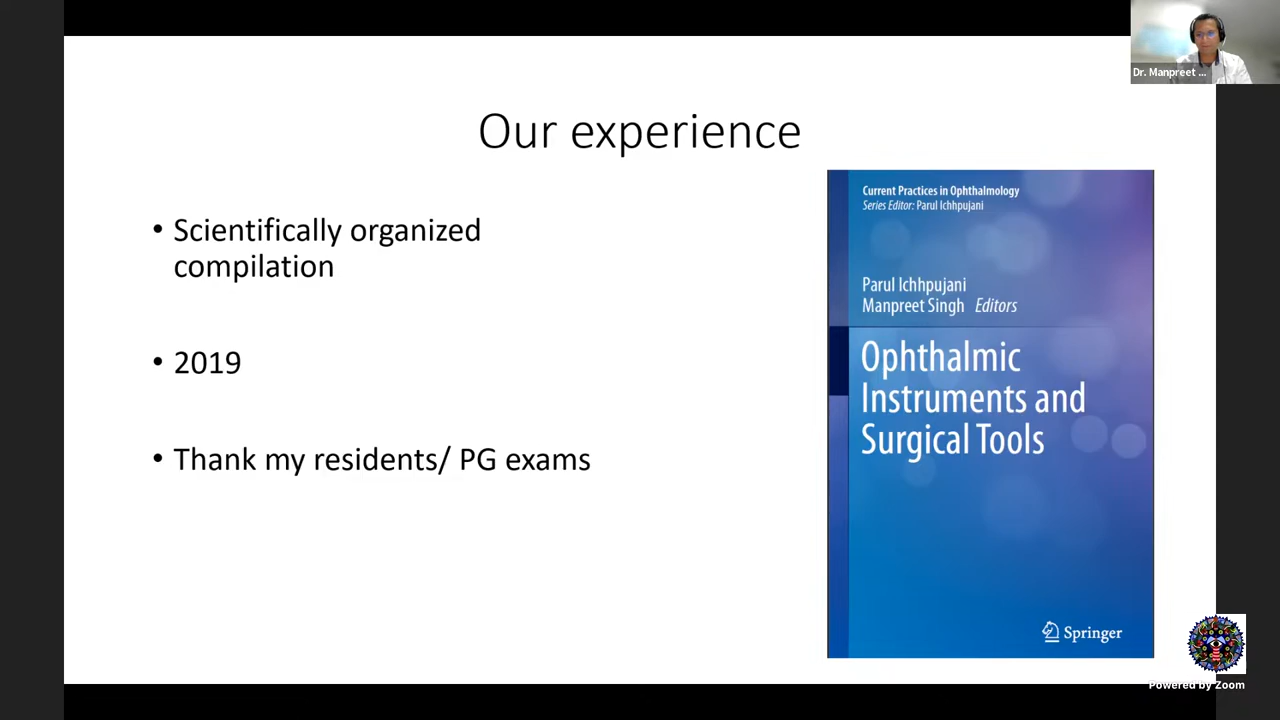 Dr. Manpreet ...
Our experience
• Scientifically organized
compilation
• 2019
• Thank my residents/ PG exams
Current Practices in Ophthalmology
Series Editor: Parul Ichhpujani
Parul Ichhpujani
Manpreet Singh Editors
Ophthalmic
Instruments and
Surgical Tools
Springer
Powered by Zoom